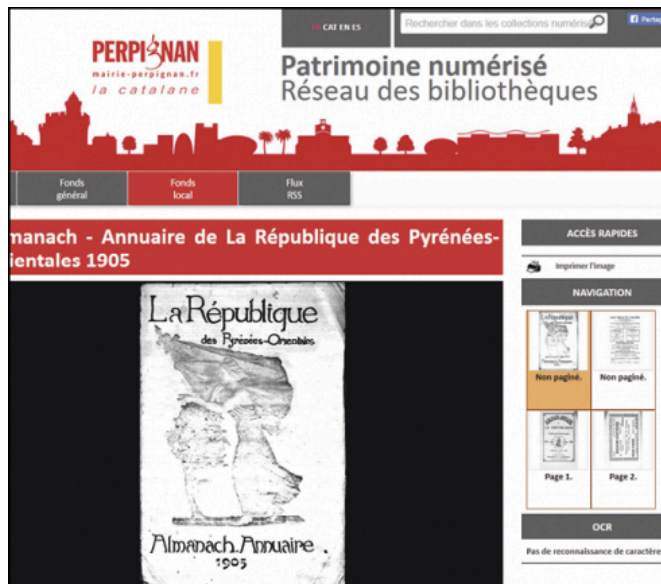 CAT EN ES
Rechercher dans les collections numéris
Partag
PERPIGNAN
mairie-perpignan.fr
la catalane
Patrimoine numérisé
Réseau des bibliothèques
Fonds
général
Fonds
local
Flux
RSS
manach - Annuaire de La République des Pyrénées-
ientales 1905
La République
des Pyrénées-Orientales
Almanach.Annuaire.
1905
ACCÈS RAPIDES
Imprimer l'image
NAVIGATION
Non paginé.
Non paginé.
Page 1.
Page 2.
OCR
Pas de reconnaissance de caractère